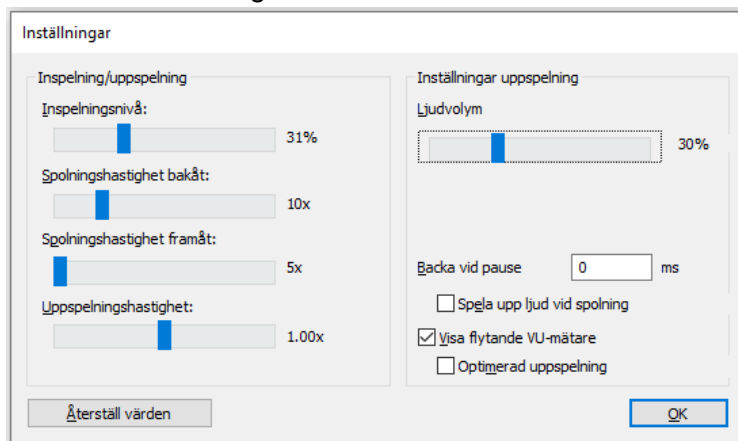 Inställningar
Inspelning/uppspelning
Inspelningsnivå:
31%
Spolningshastighet bakåt:
10x
Spolningshastighet framåt:
5x
Uppspelningshastighet:
1.00x
Återställ värden
Inställningar uppspelning
Ljudvolym
30%
Backa vid pause 0 ms
Spela upp ljud vid spolning
Visa flytande VU-mätare
Optimerad uppspelning
OK